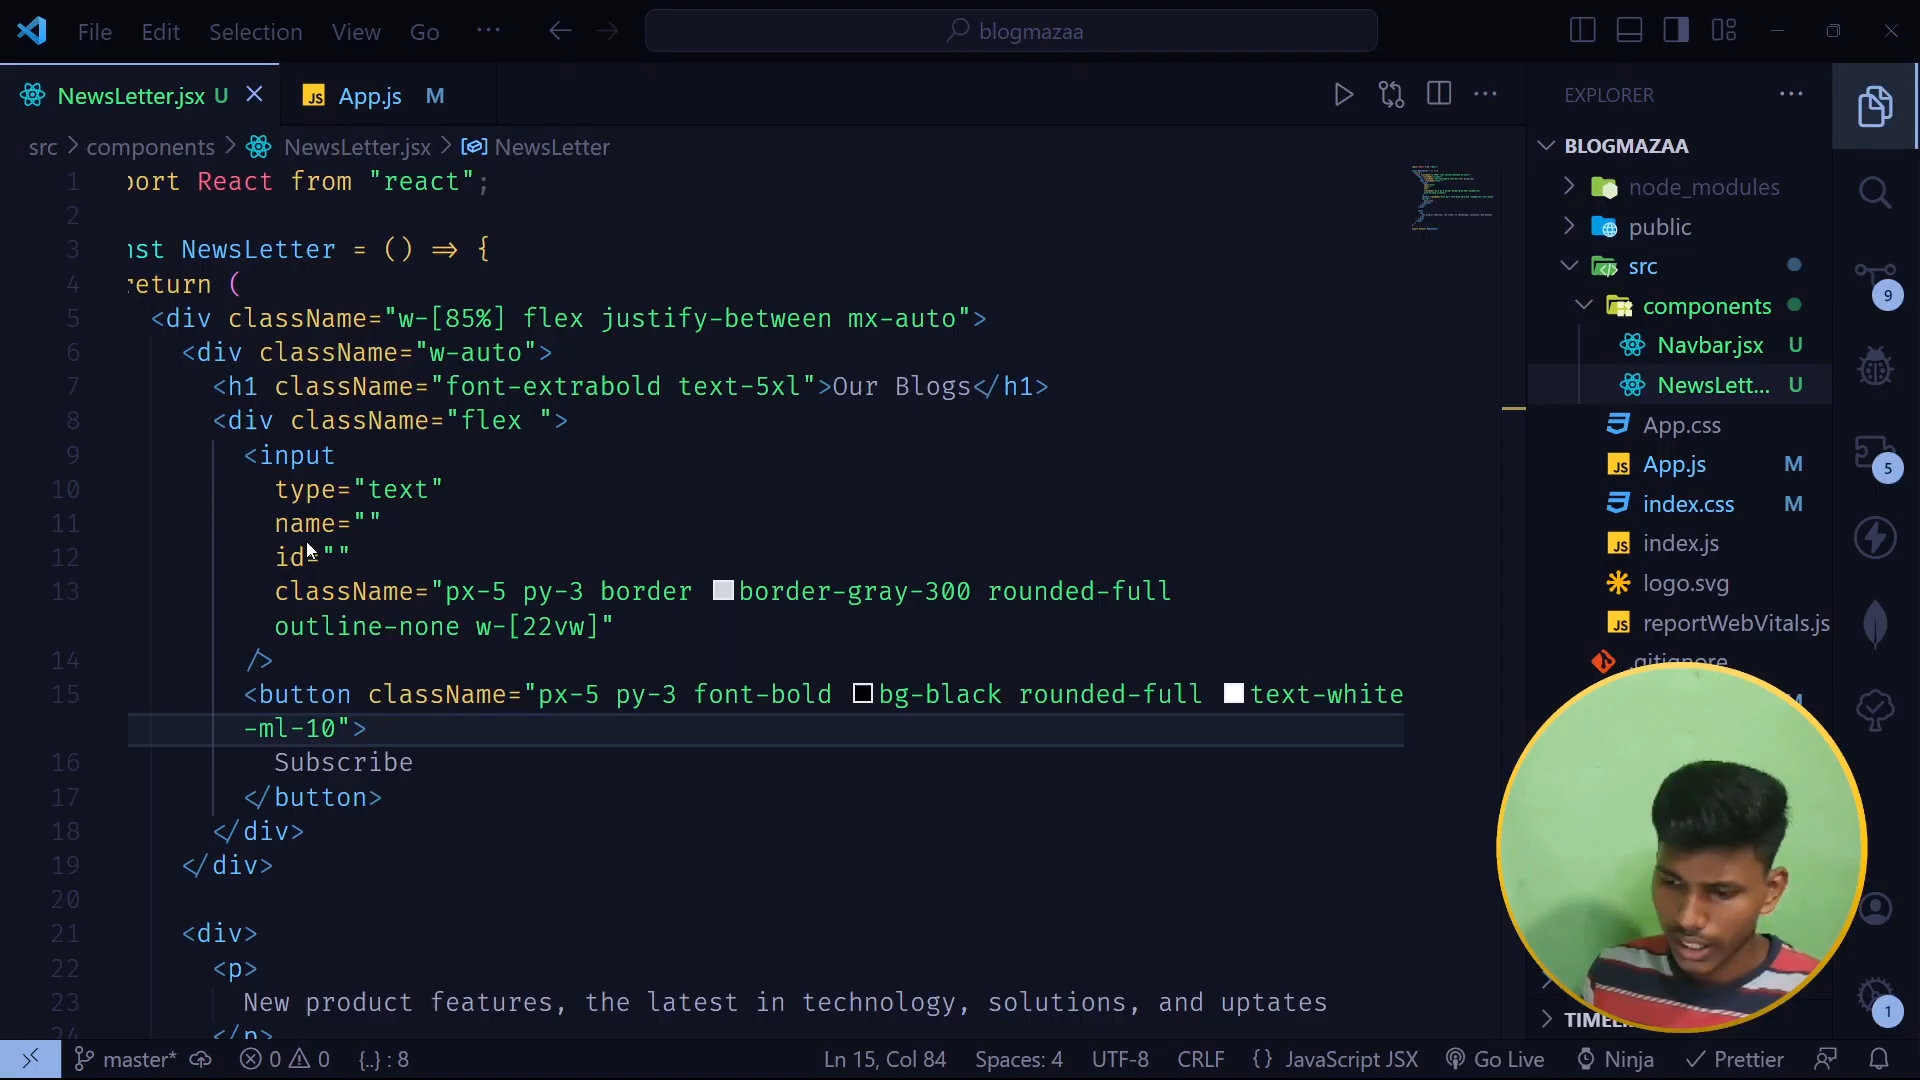 File Edit Selection View Go ··· blogmazaa
NewsLetter.jsx U App.js M
src > components > NewsLetter.jsx > NewsLetter
1 port React from "react";
2
3 nst NewsLetter = () => {
4 return (
5 <div className="w-[85%] flex justify-between mx-auto">
6 <div className="w-auto">
7 <h1 className="font-extrabold text-5xl">Our Blogs</h1>
8 <div className="flex ">
9 <input
10 type="text"
11 name=""
12 id=""
13 className="px-5 py-3 border border-gray-300 rounded-full
outline-none w-[22vw]"
14 />
15 <button className="px-5 py-3 font-bold bg-black rounded-full text-white
-ml-10">
16 Subscribe
17 </button>
18 </div>
19 </div>
20
21 <div>
22 <p>
23 New product features, the latest in technology, solutions, and uptates
24 </p>
EXPLORER
BLOGMAZAA
node_modules
public
src
components
Navbar.jsx U
NewsLett... U
App.css
App.js M
index.css M
index.js
logo.svg
reportWebVitals.js
.gitignore
9
5
1
master* 0 0 {..} : 8 Ln 15, Col 84 Spaces: 4 UTF-8 CRLF {} JavaScript JSX Go Live Ninja Prettier